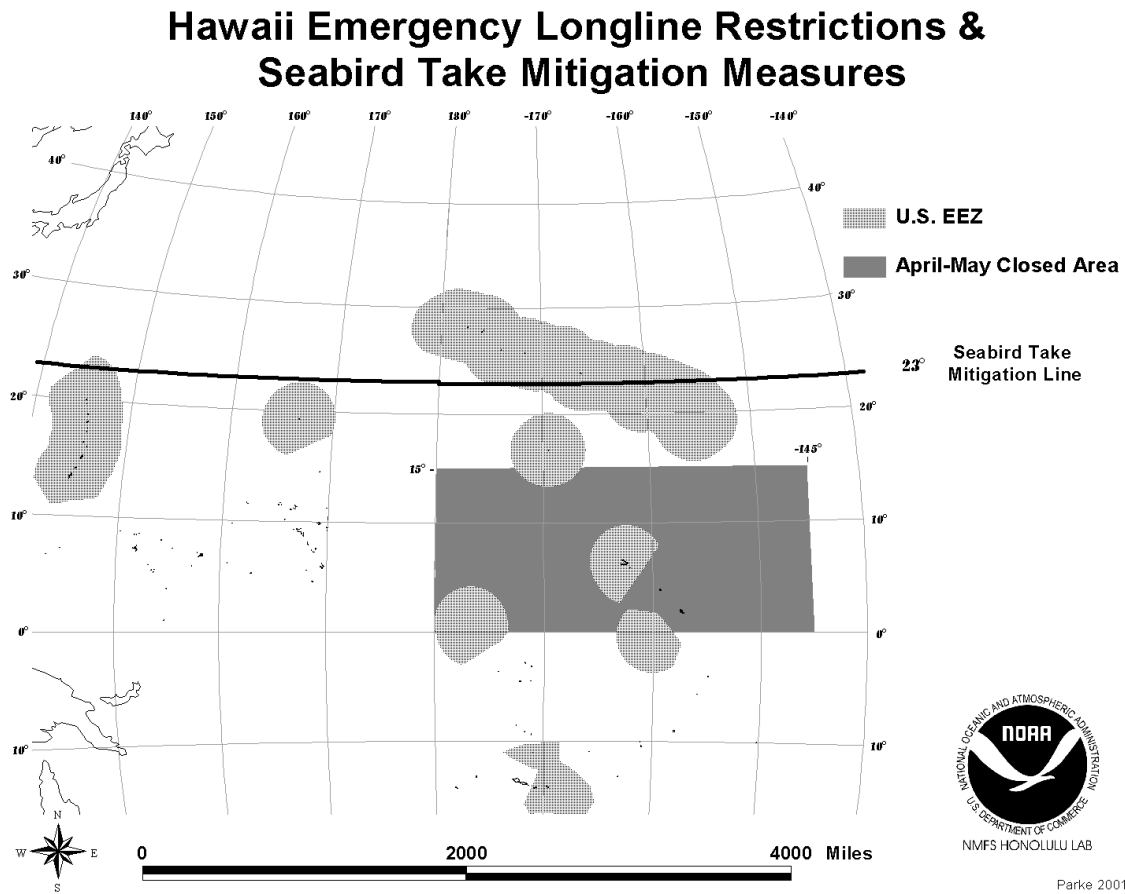 Hawaii Emergency Longline Restrictions &
Seabird Take Mitigation Measures
140° 150° 160° 170° 180° -170° -160° -150° -140°
40°
40°
U.S. EEZ
April-May Closed Area
30°
30°
23° Seabird Take
Mitigation Line
20°
20°
-145°
15°
10°
10°
0°
0°
10°
10°
NATIONAL OCEANIC AND ATMOSPHERIC ADMINISTRATION
NOAA
U.S. DEPARTMENT OF COMMERCE
NMFS HONOLULU LAB
N
W E
S
0 2000 4000 Miles
Parke 2001